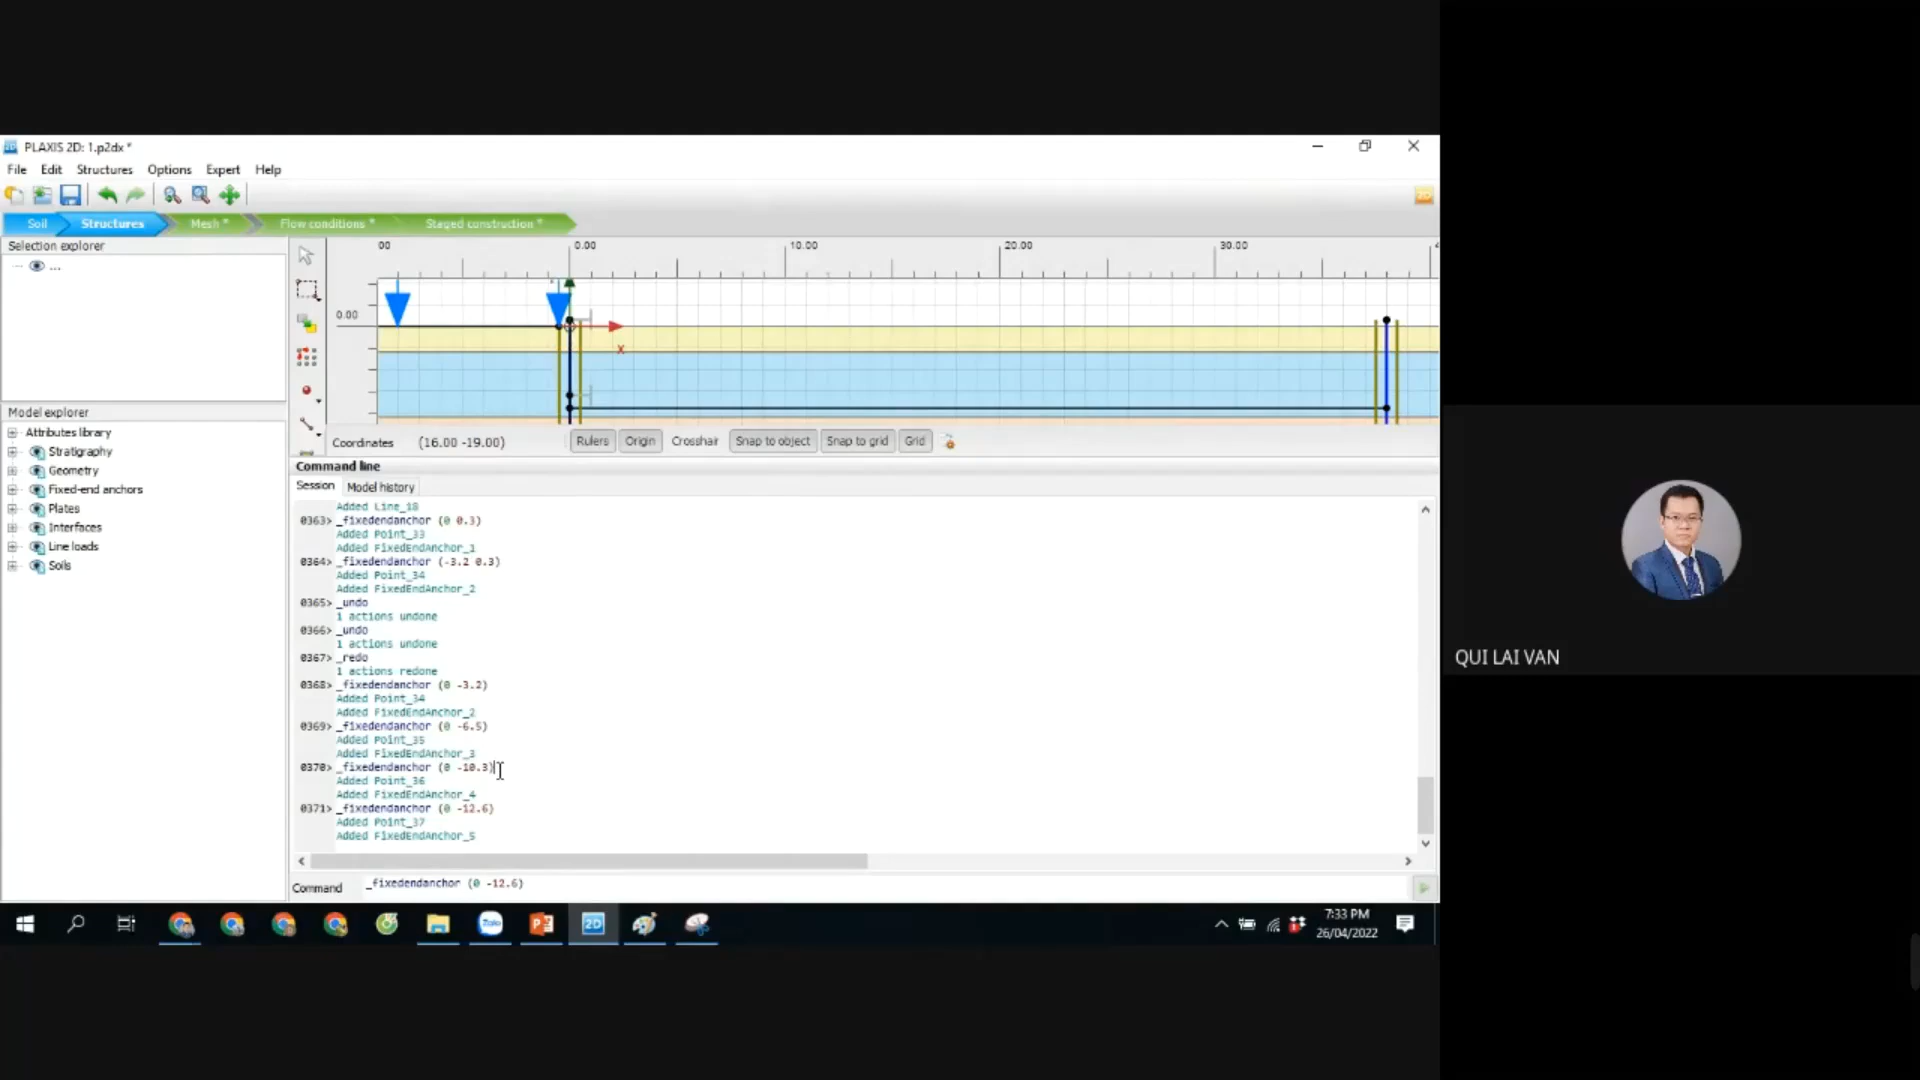 PLAXIS 2D: 1.p2dx *
File Edit Structures Options Expert Help
Soil Structures Mesh * Flow conditions * Staged construction *
Selection explorer
...
Model explorer
Attributes library
Stratigraphy
Geometry
Fixed-end anchors
Plates
Interfaces
Line loads
Soils
00 0.00 10.00 20.00 30.00
0.00
x
Coordinates (16.00 -19.00) Rulers Origin Crosshair Snap to object Snap to grid Grid
Command line
Session Model history
Added Line_18
0363> _fixedendanchor (0 0.3)
Added Point_33
Added FixedEndAnchor_1
0364> _fixedendanchor (-3.2 0.3)
Added Point_34
Added FixedEndAnchor_2
0365> _undo
1 actions undone
0366> _undo
1 actions undone
0367> _redo
1 actions redone
0368> _fixedendanchor (0 -3.2)
Added Point_34
Added FixedEndAnchor_2
0369> _fixedendanchor (0 -6.5)
Added Point_35
Added FixedEndAnchor_3
0370> _fixedendanchor (0 -10.3)
Added Point_36
Added FixedEndAnchor_4
0371> _fixedendanchor (0 -12.6)
Added Point_37
Added FixedEndAnchor_5
Command _fixedendanchor (0 -12.6)
7:33 PM
26/04/2022
2D
Zalo
QUI LAI VAN